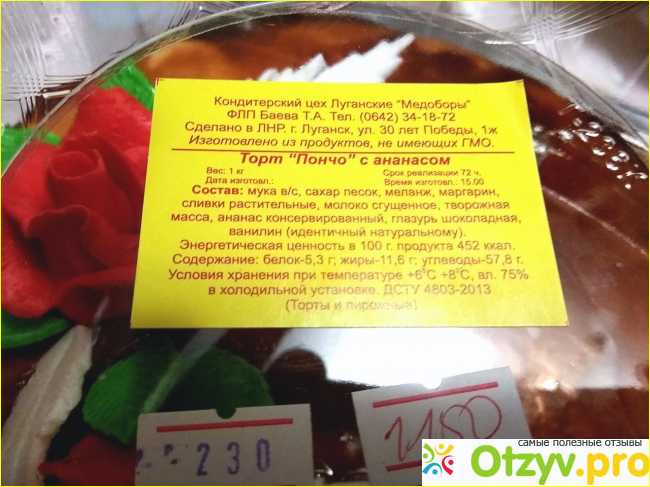 Кондитерский цех Луганские "Медоборы"
ФЛП Баева Т.А. Тел. (0642) 34-18-72
Сделано в ЛНР. г. Луганск, ул. 30 лет Победы, 1ж
Изготовлено из продуктов, не имеющих ГМО.
Торт "Пончо" с ананасом
Вес: 1 кг Срок реализации 72 ч.
Дата изготовл.: Время изготовл.: 15.00
Состав: мука в/с, сахар песок, меланж, маргарин,
сливки растительные, молоко сгущенное, творожная
масса, ананас консервированный, глазурь шоколадная,
ванилин (идентичный натуральному).
Энергетическая ценность в 100 г. продукта 452 ккал.
Содержание: белок-5,3 г; жиры-11,6 г; углеводы-57,8 г.
Условия хранения при температуре +6°С +8°С, вл. 75%
в холодильной установке. ДСТУ 4803-2013
(Торты и пирожные)
230
самые полезные отзывы
Otzyv.pro